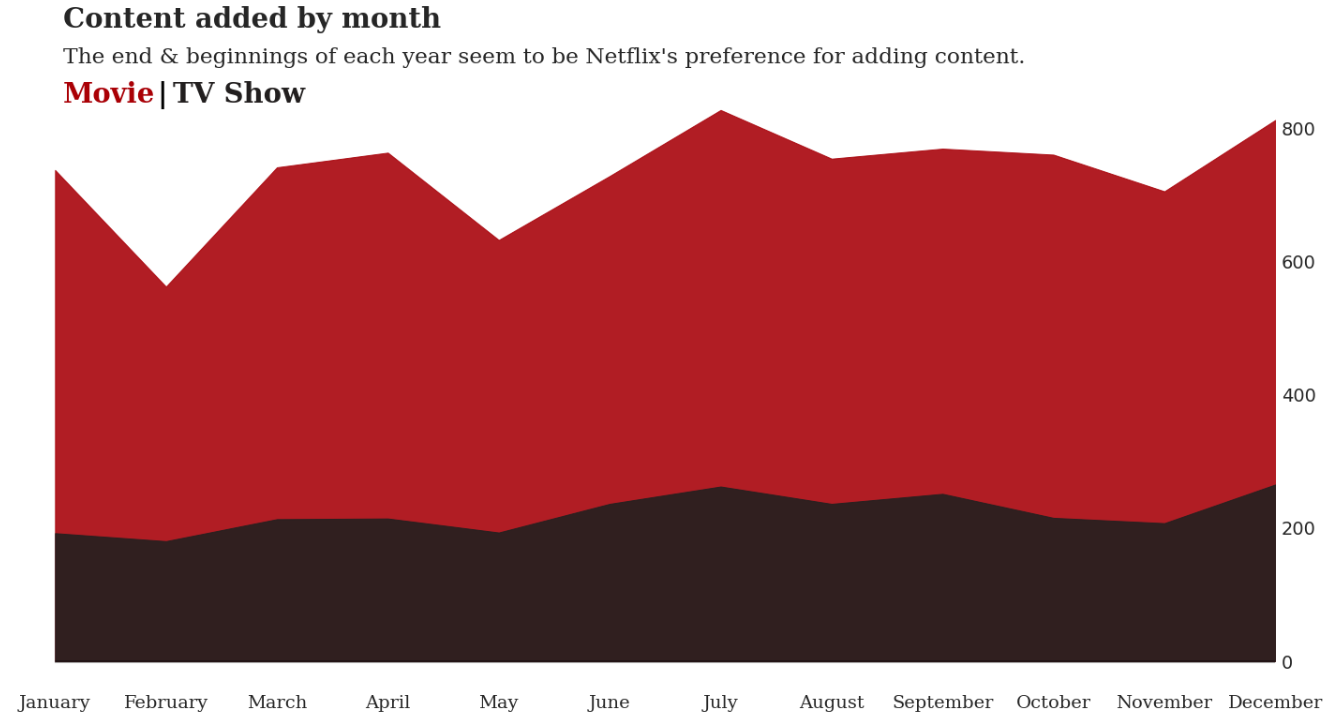 Content added by month
The end & beginnings of each year seem to be Netflix's preference for adding content.
Movie | TV Show
800
600
400
200
0
January February March April May June July August September October November December